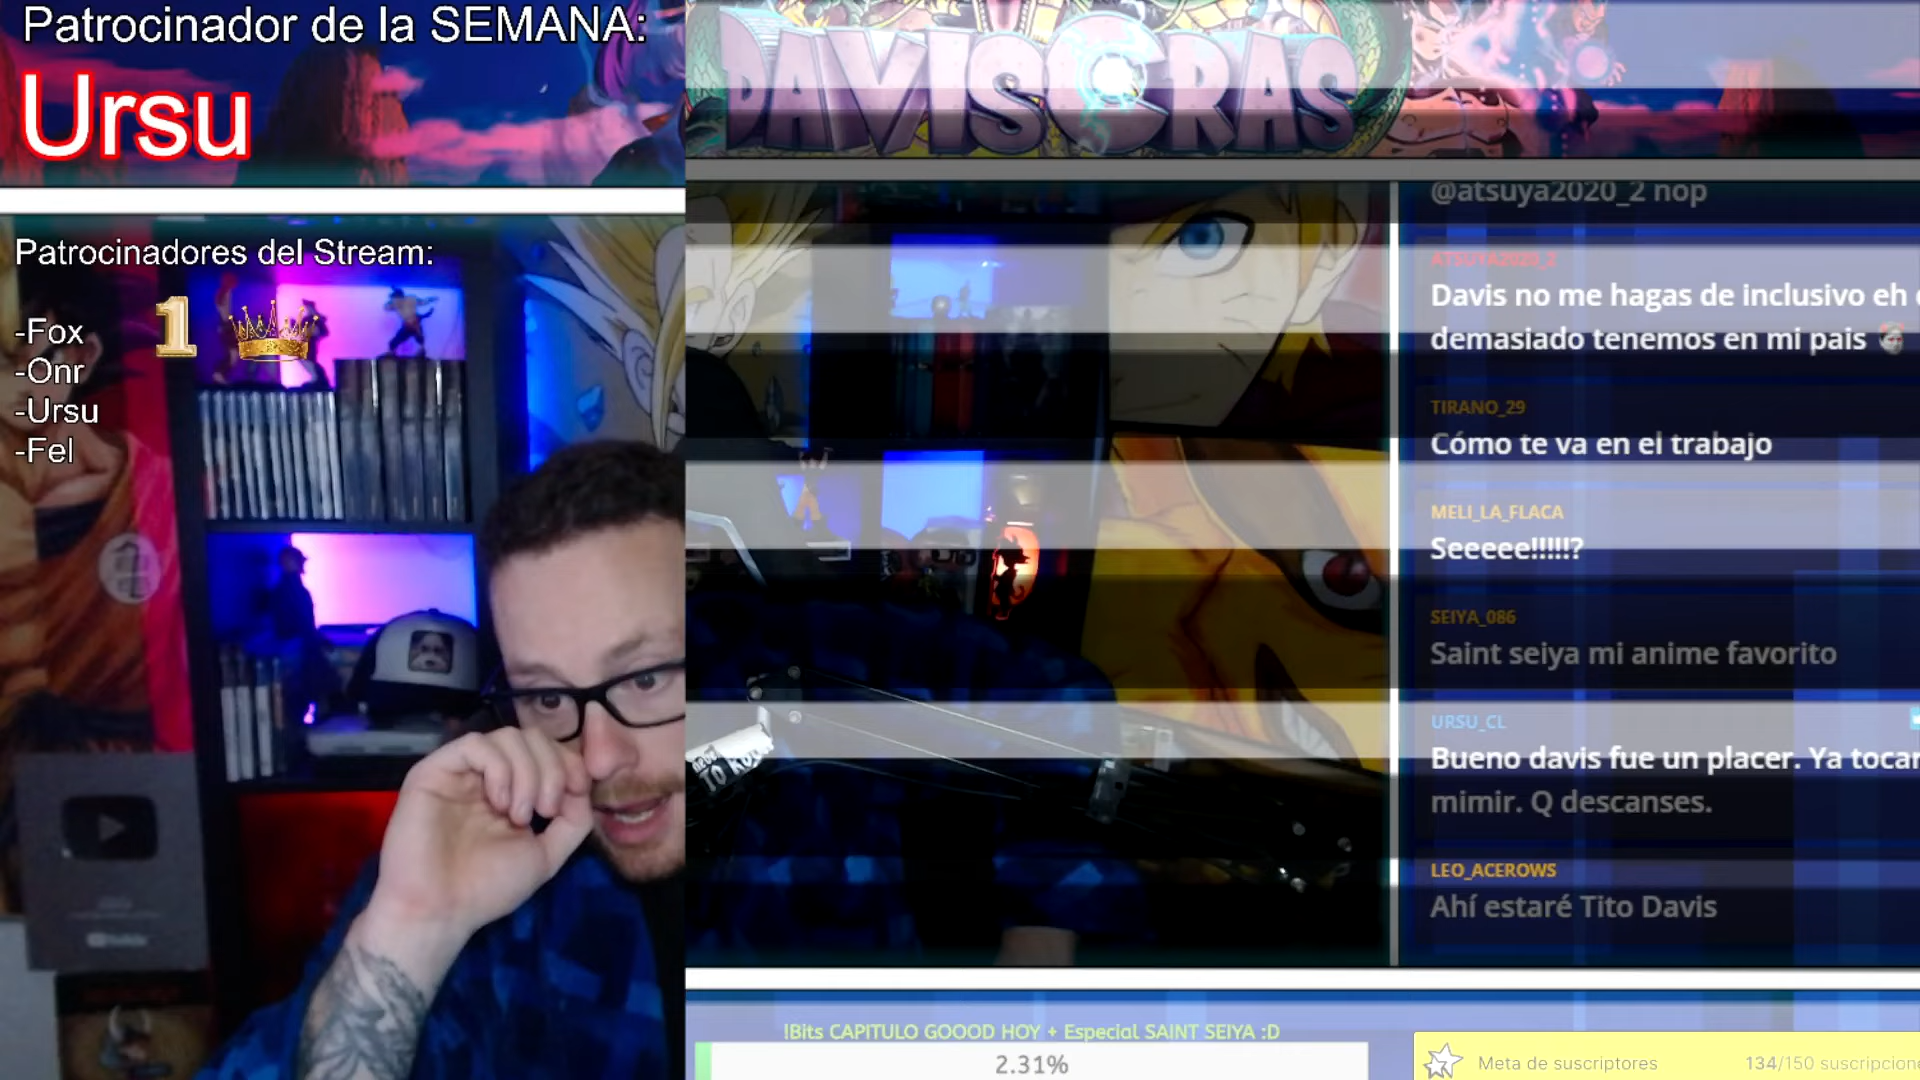 Patrocinador de la SEMANA:
Ursu
DAVISCRAS
Patrocinadores del Stream:
1
-Fox
-Onr
-Ursu
-Fel
@atsuya2020_2 nop
ATSUYA2020_2
Davis no me hagas de inclusivo eh
demasiado tenemos en mi pais
TIRANO_29
Cómo te va en el trabajo
MELI_LA_FLACA
Seeeee!!!!!?
SEIYA_086
Saint seiya mi anime favorito
URSU_CL
Bueno davis fue un placer. Ya tocar
mimir. Q descanses.
LEO_ACEROWS
Ahí estaré Tito Davis
!Bits CAPITULO GOOOD HOY + Especial SAINT SEIYA :D
2.31%
Meta de suscriptores
134/150 suscripcione